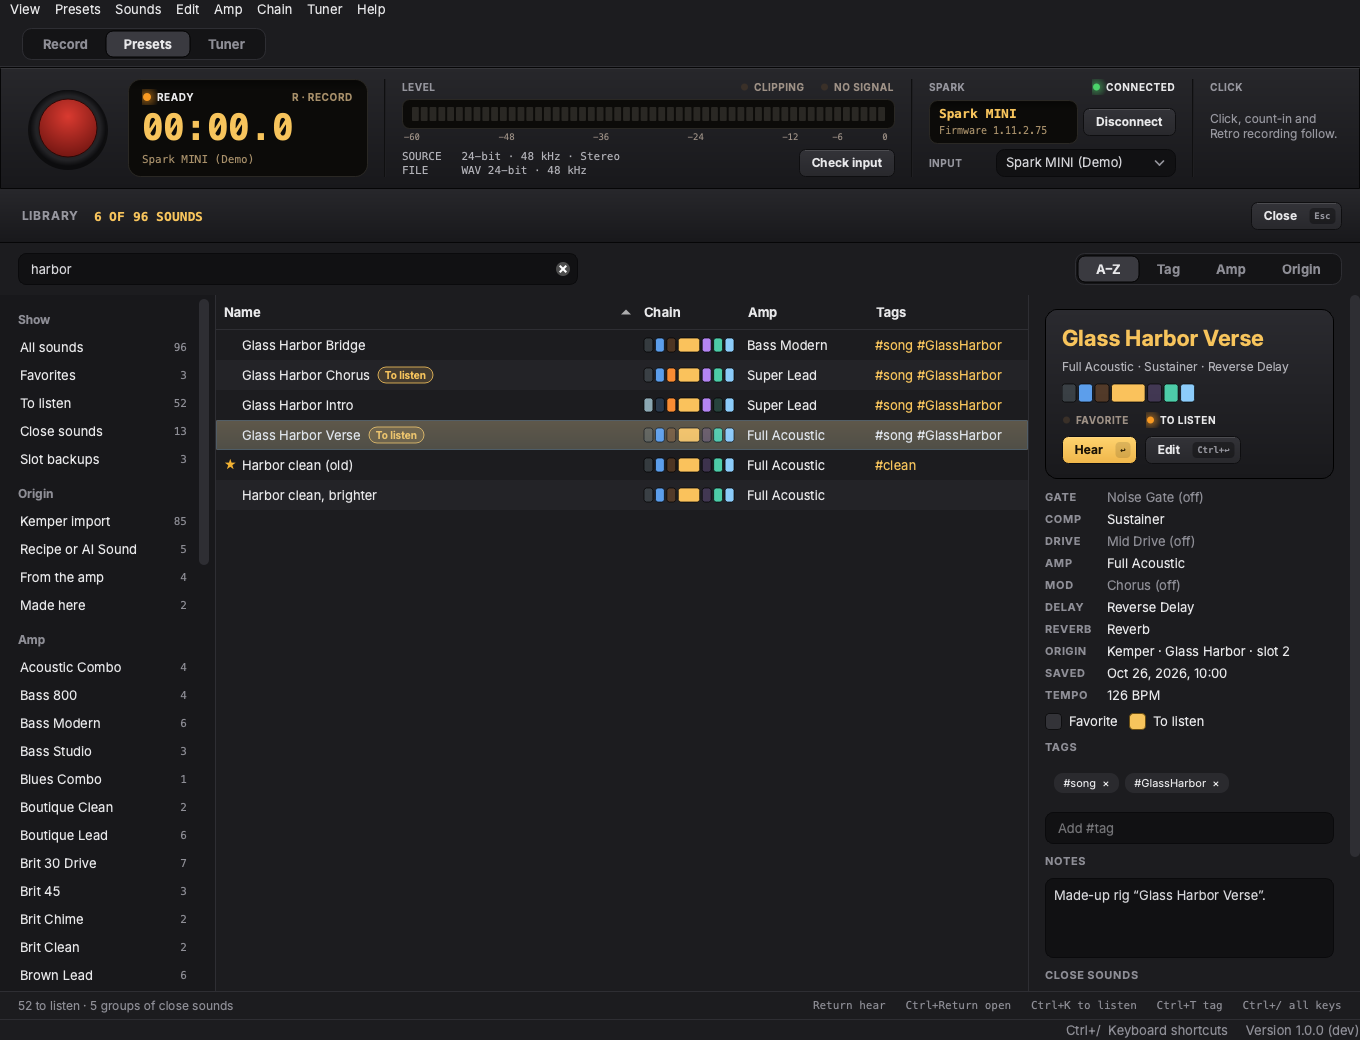 View Presets Sounds Edit Amp Chain Tuner Help
Record Presets Tuner
READY R · RECORD
00:00.0
Spark MINI (Demo)
LEVEL CLIPPING NO SIGNAL
−60 −48 −36 −24 −12 −6 0
SOURCE 24-bit · 48 kHz · Stereo
FILE WAV 24-bit · 48 kHz
Check input
SPARK CONNECTED
Spark MINI
Firmware 1.11.2.75
Disconnect
INPUT Spark MINI (Demo)
CLICK
Click, count-in and
Retro recording follow.
LIBRARY 6 OF 96 SOUNDS
Close Esc
harbor
A–Z Tag Amp Origin
Show
All sounds 96
Favorites 3
To listen 52
Close sounds 13
Slot backups 3
Origin
Kemper import 85
Recipe or AI Sound 5
From the amp 4
Made here 2
Amp
Acoustic Combo 4
Bass 800 4
Bass Modern 6
Bass Studio 3
Blues Combo 1
Boutique Clean 2
Boutique Lead 6
Brit 30 Drive 7
Brit 45 3
Brit Chime 2
Brit Clean 2
Brown Lead 6
Name Chain Amp Tags
Glass Harbor Bridge Bass Modern #song #GlassHarbor
Glass Harbor Chorus To listen Super Lead #song #GlassHarbor
Glass Harbor Intro Super Lead #song #GlassHarbor
Glass Harbor Verse To listen Full Acoustic #song #GlassHarbor
★ Harbor clean (old) Full Acoustic #clean
Harbor clean, brighter Full Acoustic
Glass Harbor Verse
Full Acoustic · Sustainer · Reverse Delay
FAVORITE TO LISTEN
Hear ↩ Edit Ctrl+↩
GATE Noise Gate (off)
COMP Sustainer
DRIVE Mid Drive (off)
AMP Full Acoustic
MOD Chorus (off)
DELAY Reverse Delay
REVERB Reverb
ORIGIN Kemper · Glass Harbor · slot 2
SAVED Oct 26, 2026, 10:00
TEMPO 126 BPM
Favorite To listen
TAGS
#song × #GlassHarbor ×
Add #tag
NOTES
Made-up rig “Glass Harbor Verse”.
CLOSE SOUNDS
52 to listen · 5 groups of close sounds
Return hear Ctrl+Return open Ctrl+K to listen Ctrl+T tag Ctrl+/ all keys
Ctrl+/ Keyboard shortcuts Version 1.0.0 (dev)